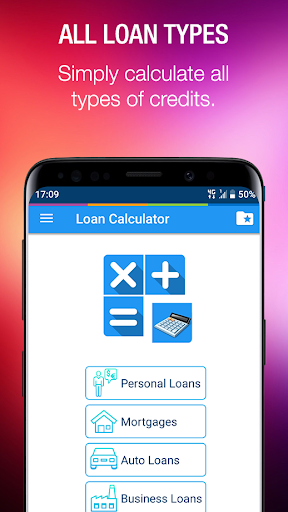 ALL LOAN TYPES
Simply calculate all
types of credits.
17:09 4G 50%
Loan Calculator
Personal Loans
Mortgages
Auto Loans
Business Loans